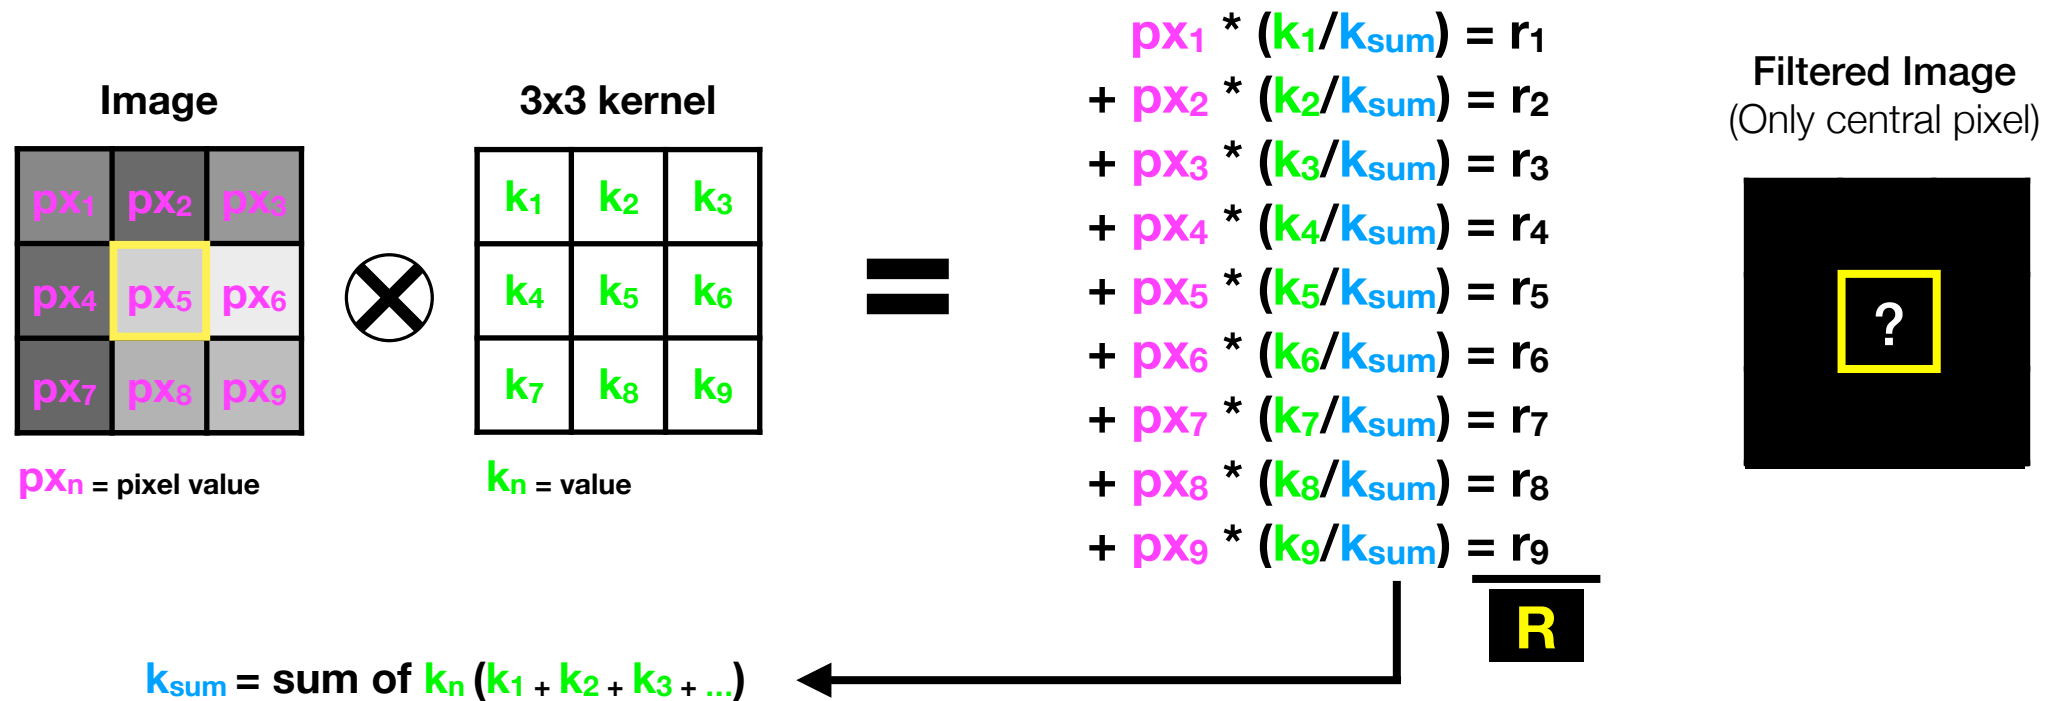 Image
px₁ px₂ px₃
px₄ px₅ px₆
px₇ px₈ px₉
pxₙ = pixel value
3x3 kernel
k₁ k₂ k₃
k₄ k₅ k₆
k₇ k₈ k₉
kₙ = value
=
px₁ * (k₁/ksum) = r₁
+ px₂ * (k₂/ksum) = r₂
+ px₃ * (k₃/ksum) = r₃
+ px₄ * (k₄/ksum) = r₄
+ px₅ * (k₅/ksum) = r₅
+ px₆ * (k₆/ksum) = r₆
+ px₇ * (k₇/ksum) = r₇
+ px₈ * (k₈/ksum) = r₈
+ px₉ * (k₉/ksum) = r₉
R
ksum = sum of kₙ (k₁ + k₂ + k₃ + ...)
Filtered Image
(Only central pixel)
?